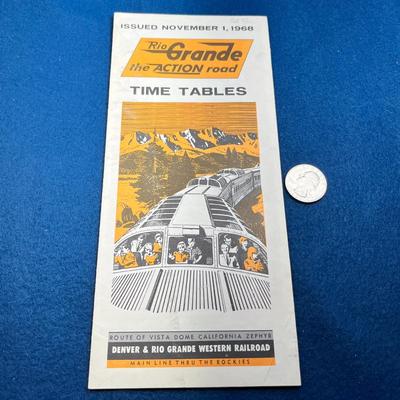 ISSUED NOVEMBER 1, 1968
Rio Grande
the ACTION road
TIME TABLES
ROUTE OF VISTA DOME CALIFORNIA ZEPHYR
DENVER & RIO GRANDE WESTERN RAILROAD
MAIN LINE THRU THE ROCKIES